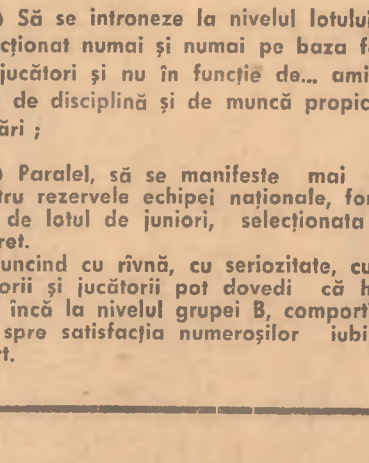 ) Să se introneze la nivelul lotului
cționat numai și numai pe baza f
jucători și nu în funcție de... ami
de disciplină și de muncă propic
ări ;
) Paralel, să se manifeste mai
tru rezervele echipei naționale, for
de lotul de juniori, selecționata
ret.
uncind cu rîvnă, cu seriozitate, cu
orii și jucătorii pot dovedi că h
încă la nivelul grupei B, comport
spre satisfacția numeroșilor iubi
t.